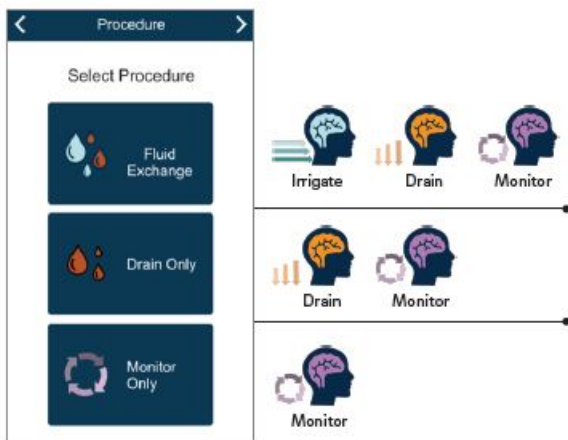 Procedure
Select Procedure
Fluid
Exchange
Irrigate Drain Monitor
Drain Only
Drain Monitor
Monitor
Only
Monitor